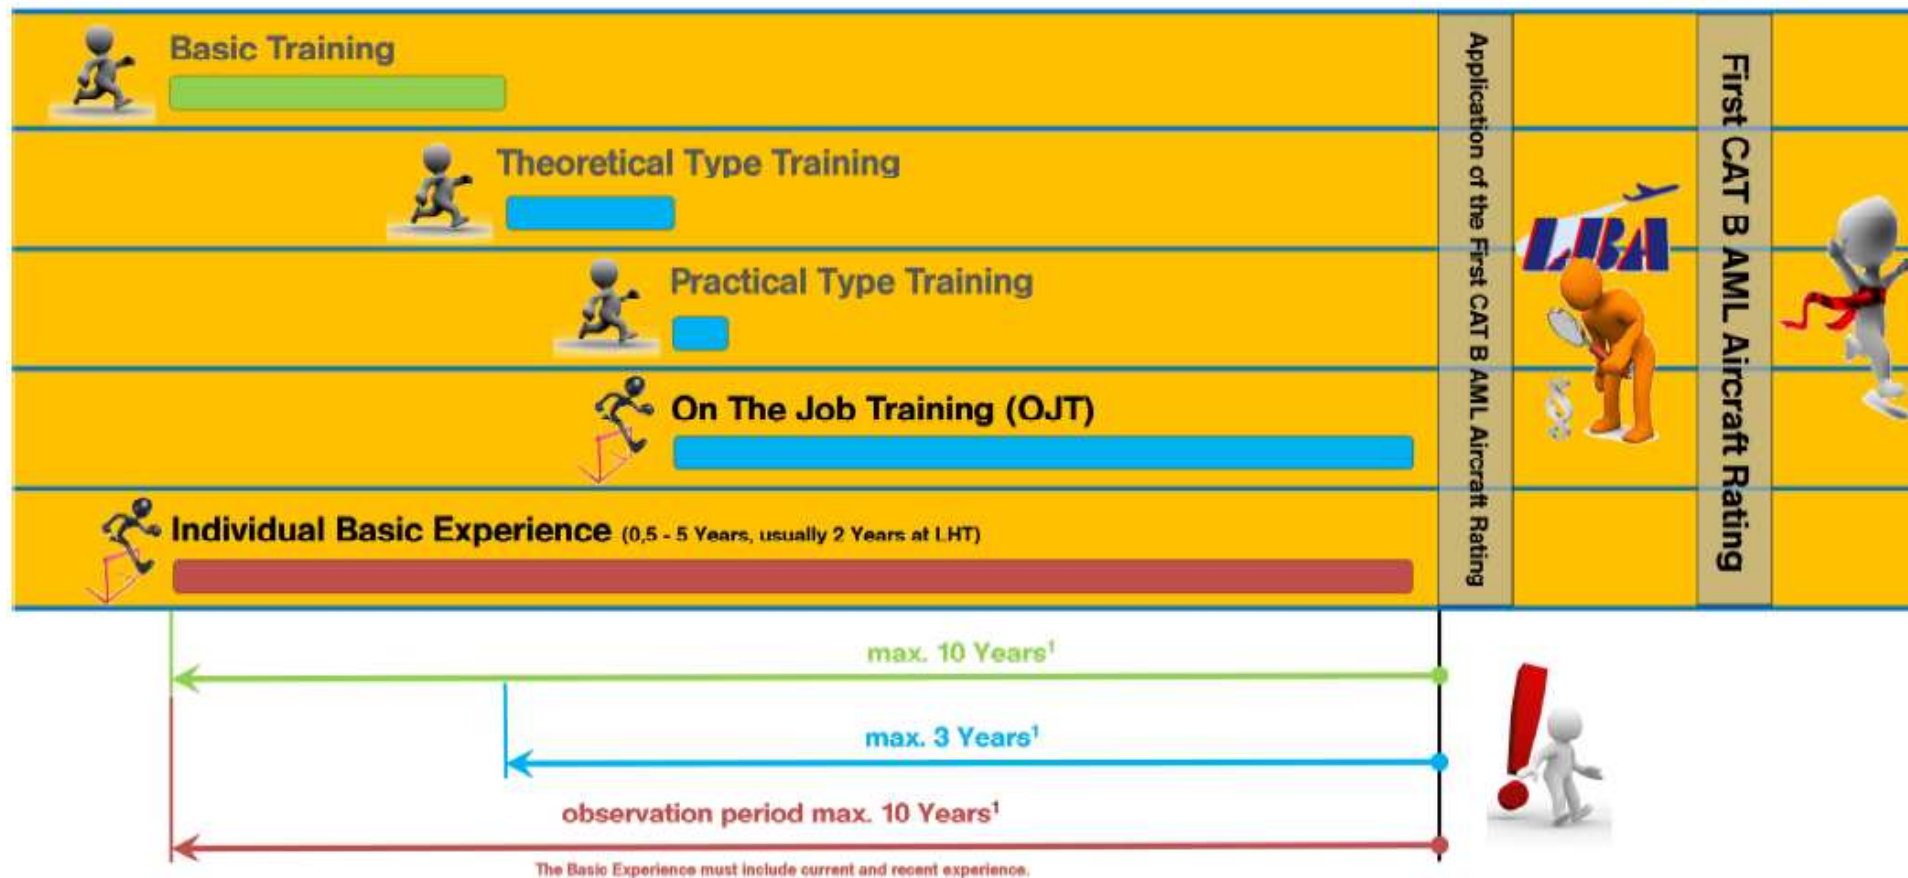 Basic Training
Theoretical Type Training
Practical Type Training
On The Job Training (OJT)
Individual Basic Experience (0,5 - 5 Years, usually 2 Years at LHT)
Application of the First CAT B AML Aircraft Rating
LBA
First CAT B AML Aircraft Rating
max. 10 Years¹
max. 3 Years¹
observation period max. 10 Years¹
The Basic Experience must include current and recent experience.